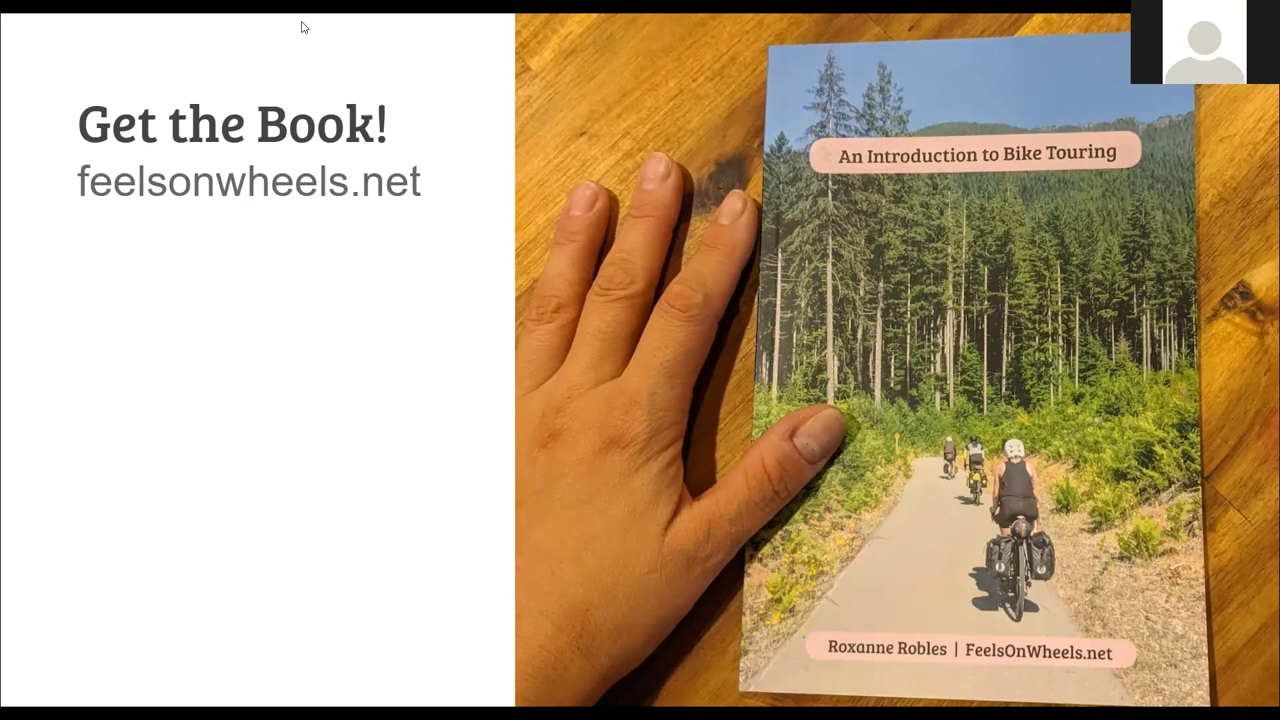 Get the Book!
feelsonwheels.net
An Introduction to Bike Touring
Roxanne Robles | FeelsOnWheels.net